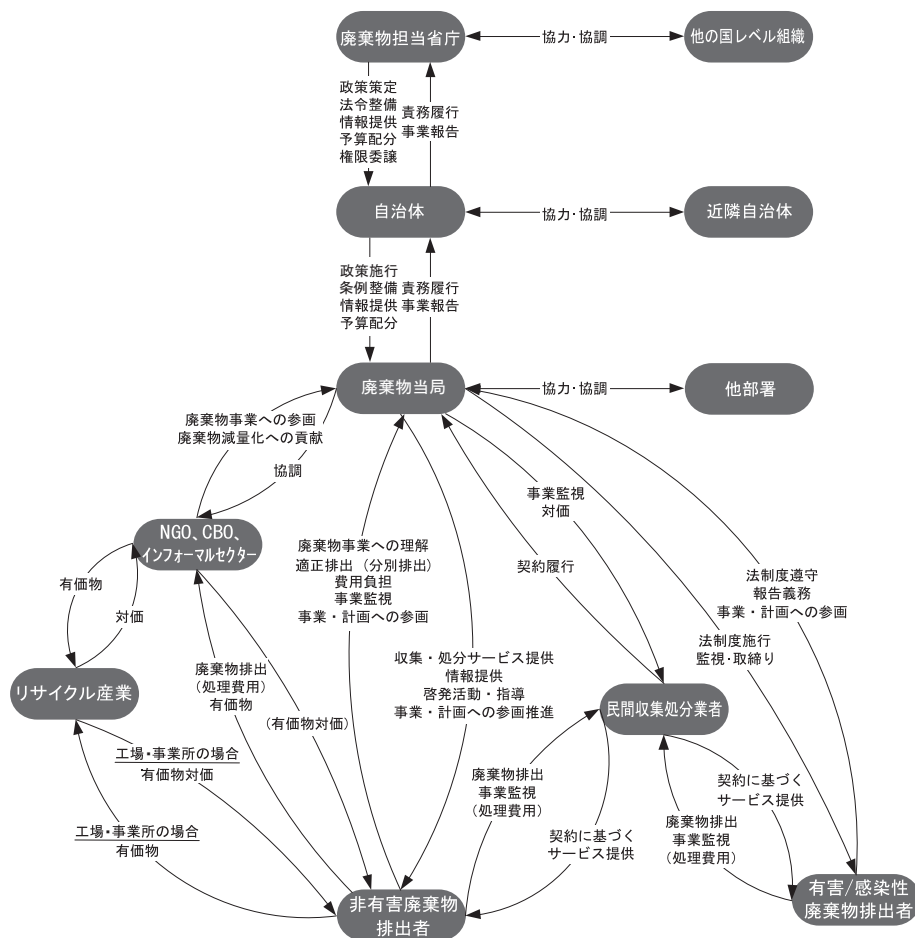 廃棄物担当省庁
協力・協調
他の国レベル組織
政策策定
法令整備
情報提供
予算配分
権限委譲
責務履行
事業報告
自治体
協力・協調
近隣自治体
政策施行
条例整備
情報提供
予算配分
責務履行
事業報告
廃棄物当局
協力・協調
他部署
廃棄物事業への参画
廃棄物減量化への貢献
協調
事業監視
対価
NGO、CBO、
インフォーマルセクター
廃棄物事業への理解
適正排出（分別排出）
費用負担
事業監視
事業・計画への参画
契約履行
法制度遵守
報告義務
事業・計画への参画
有価物
対価
法制度施行
監視・取締り
収集・処分サービス提供
情報提供
啓発活動・指導
事業・計画への参画推進
廃棄物排出
（処理費用）
有価物
リサイクル産業
（有価物対価）
民間収集処分業者
工場・事業所の場合
有価物対価
廃棄物排出
事業監視
（処理費用）
契約に基づく
サービス提供
工場・事業所の場合
有価物
契約に基づく
サービス提供
廃棄物排出
事業監視
（処理費用）
非有害廃棄物
排出者
有害/感染性
廃棄物排出者